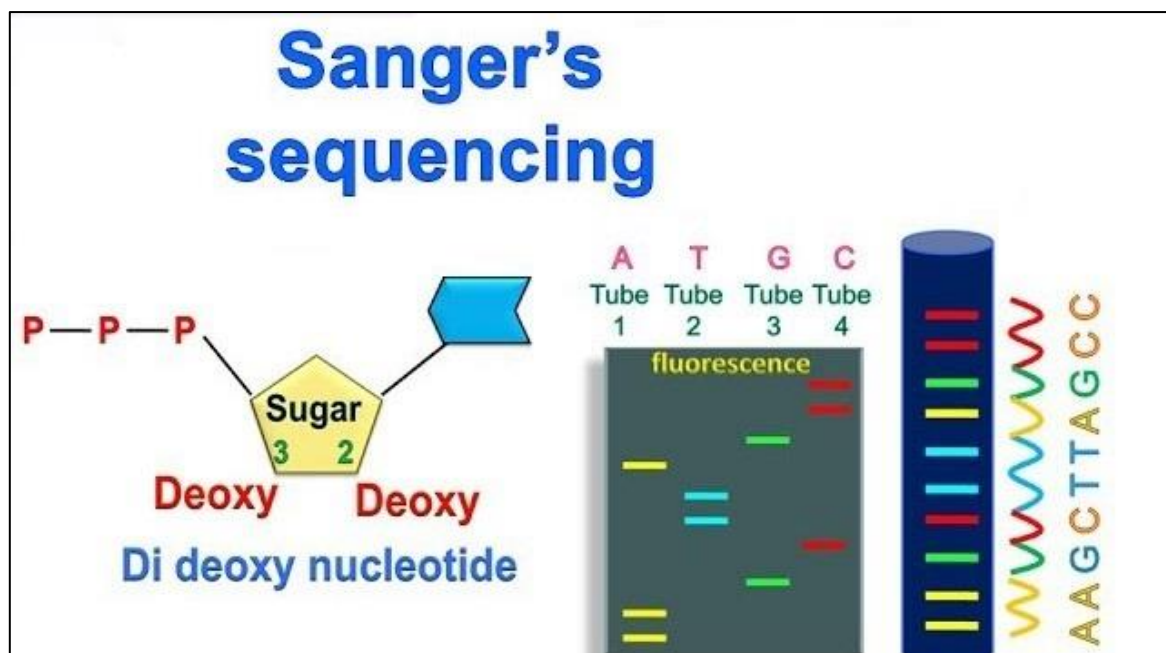 Sanger's
sequencing
P—P—P
Sugar
3 2
Deoxy Deoxy
Di deoxy nucleotide
A T G C
Tube Tube Tube Tube
1 2 3 4
fluorescence
AAGCTTAGCC